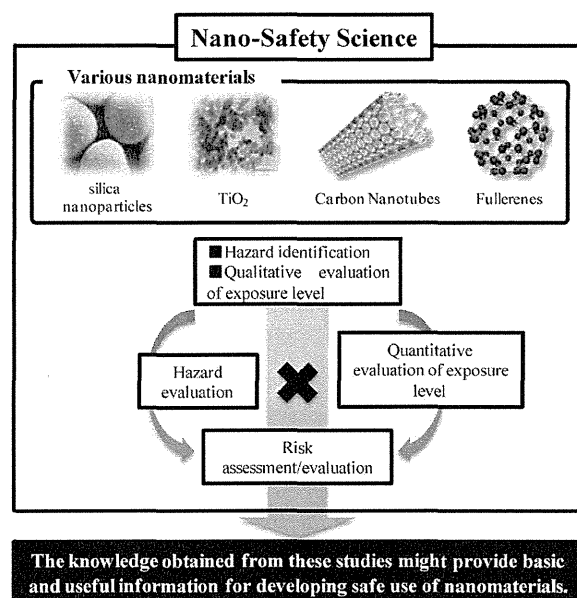 Nano-Safety Science
Various nanomaterials
silica
nanoparticles
TiO₂
Carbon Nanotubes
Fullerenes
■Hazard identification
■Qualitative evaluation
of exposure level
Hazard
evaluation
Quantitative
evaluation of exposure
level
Risk
assessment/evaluation
The knowledge obtained from these studies might provide basic
and useful information for developing safe use of nanomaterials.